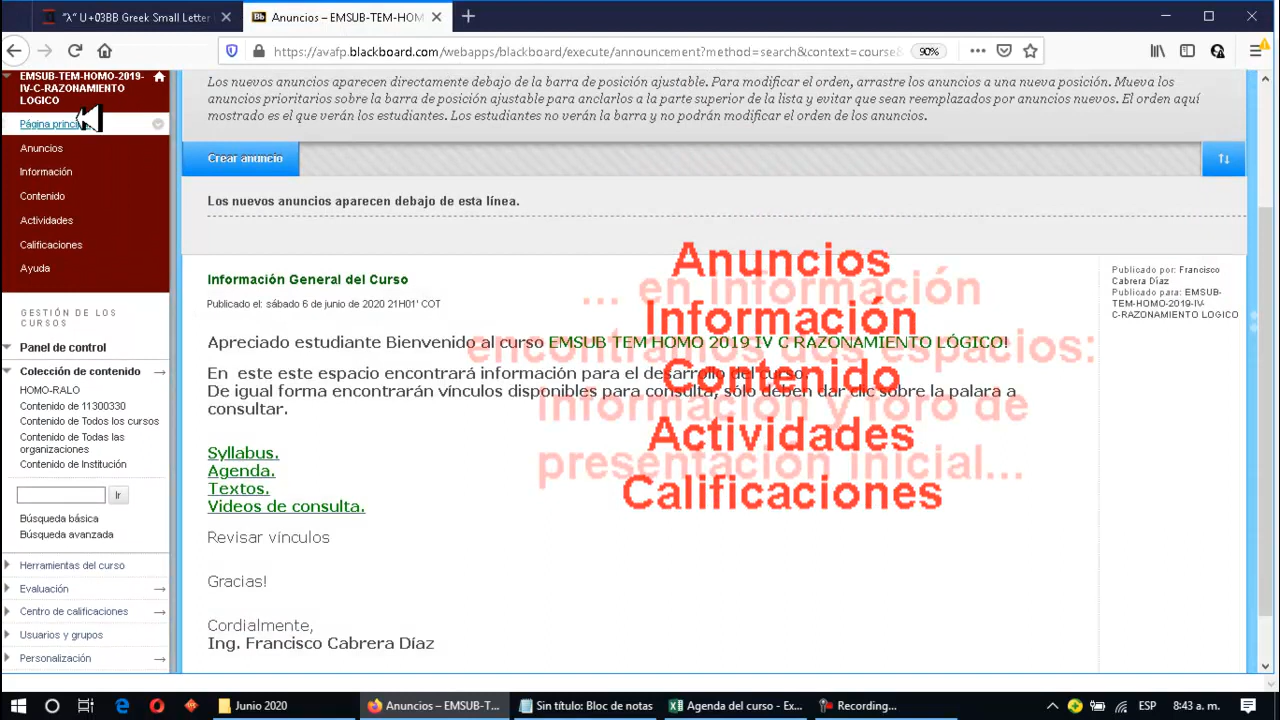 "λ" U+03BB Greek Small Letter
Anuncios – EMSUB-TEM-HOM
https://avafp.blackboard.com/webapps/blackboard/execute/announcement?method=search&context=course&
90%
EMSUB-TEM-HOMO-2019-
IV-C-RAZONAMIENTO
LOGICO
Página princi
Anuncios
Información
Contenido
Actividades
Calificaciones
Ayuda
GESTIÓN DE LOS
CURSOS
Panel de control
Colección de contenido
HOMO-RALO
Contenido de 11300330
Contenido de Todos los cursos
Contenido de Todas las
organizaciones
Contenido de Institución
Ir
Búsqueda básica
Búsqueda avanzada
Herramientas del curso
Evaluación
Centro de calificaciones
Usuarios y grupos
Personalización
Los nuevos anuncios aparecen directamente debajo de la barra de posición ajustable. Para modificar el orden, arrastre los anuncios a una nueva posición. Mueva los
anuncios prioritarios sobre la barra de posición ajustable para anclarlos a la parte superior de la lista y evitar que sean reemplazados por anuncios nuevos. El orden aquí
mostrado es el que verán los estudiantes. Los estudiantes no verán la barra y no podrán modificar el orden de los anuncios.
Crear anuncio
Los nuevos anuncios aparecen debajo de esta línea.
Información General del Curso
Publicado el: sábado 6 de junio de 2020 21H01' COT
Apreciado estudiante Bienvenido al curso EMSUB TEM HOMO 2019 IV C RAZONAMIENTO LÓGICO!
En este este espacio encontrará información para el desarrollo del curso.
De igual forma encontrarán vínculos disponibles para consulta, sólo deben dar clic sobre la palara a
consultar.
Syllabus.
Agenda.
Textos.
Videos de consulta.
Revisar vínculos
Gracias!
Cordialmente,
Ing. Francisco Cabrera Díaz
Publicado por: Francisco
Cabrera Díaz
Publicado para: EMSUB-
TEM-HOMO-2019-IV-
C-RAZONAMIENTO LOGICO
Anuncios
Información
Contenido
Actividades
Calificaciones
... en información
encontramos dos espacios:
información y foro de
presentación inicial...
Junio 2020
Anuncios – EMSUB-T...
Sin título: Bloc de notas
Agenda del curso - Ex...
Recording...
ESP
8:43 a. m.